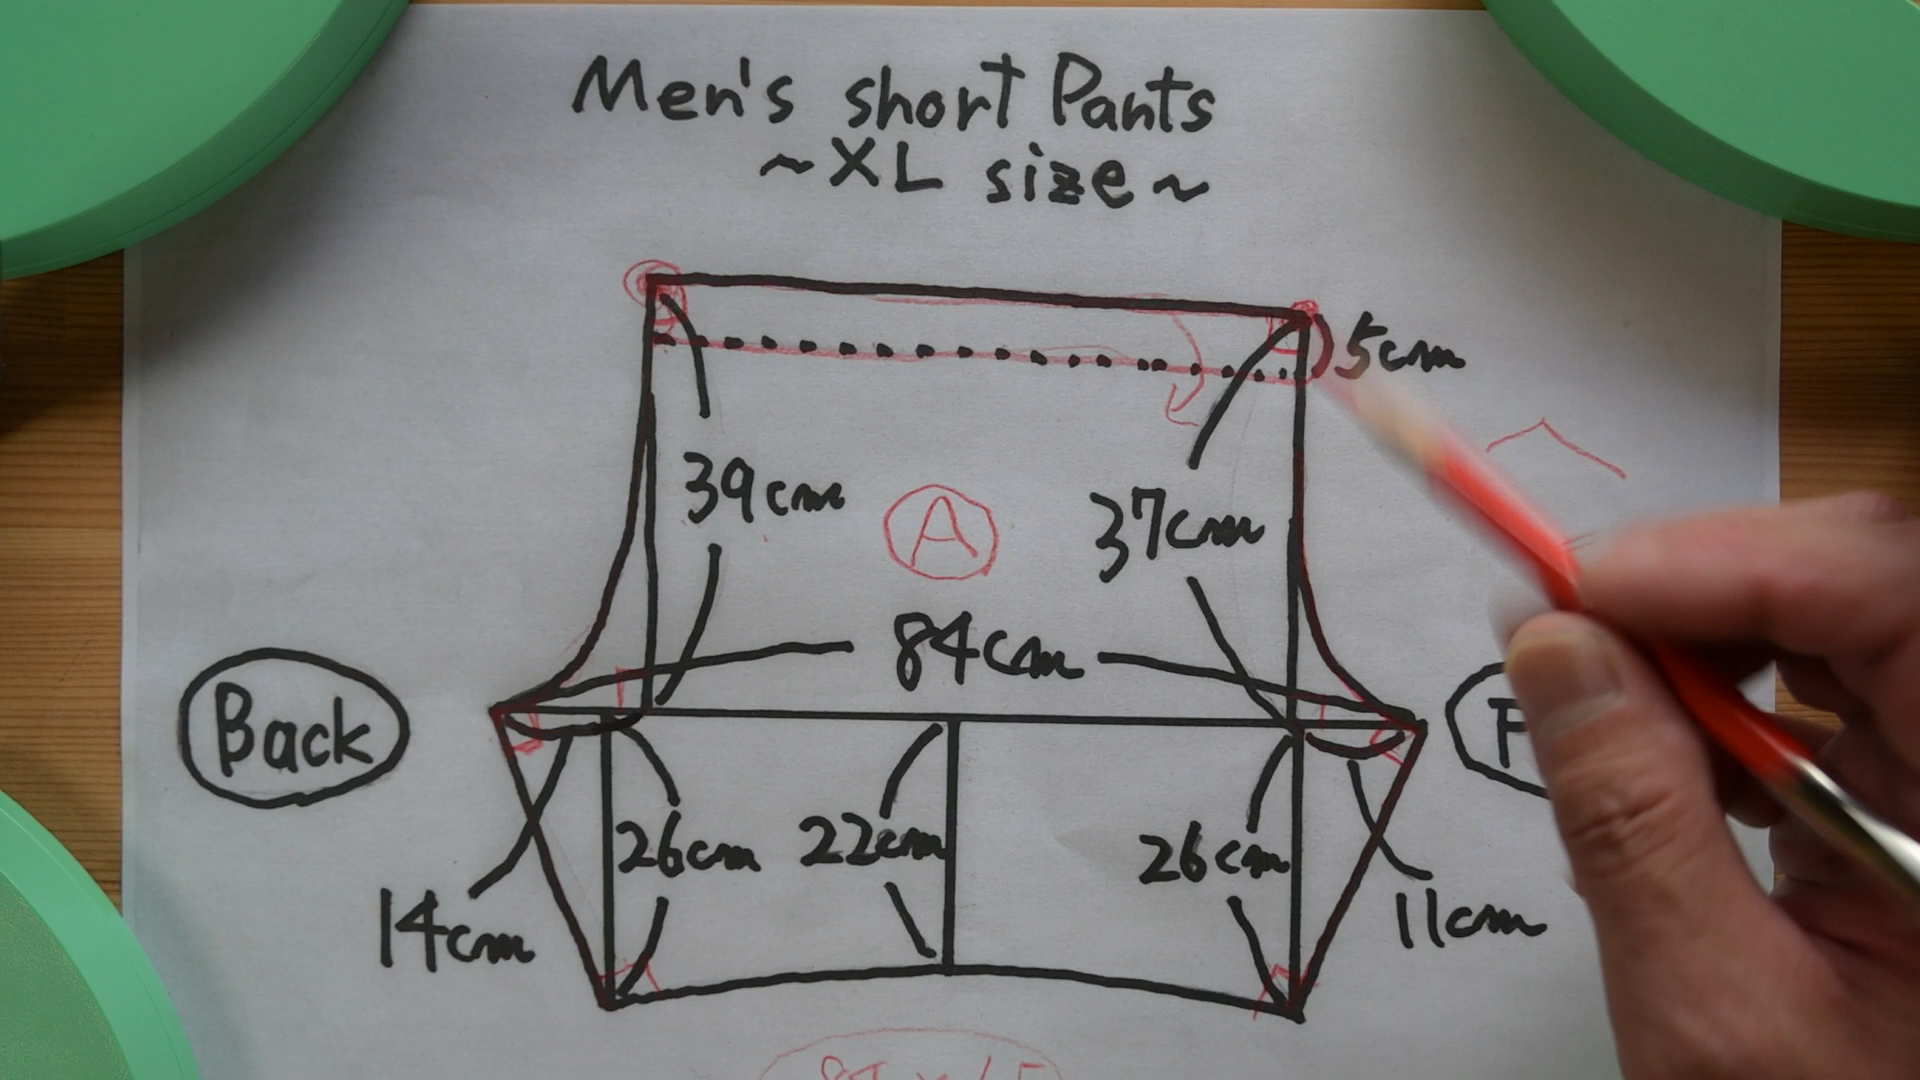 Men's short Pants
~XL size~
5cm
39cm
A
37cm
84cm
Back
26cm
22cm
26cm
14cm
11cm